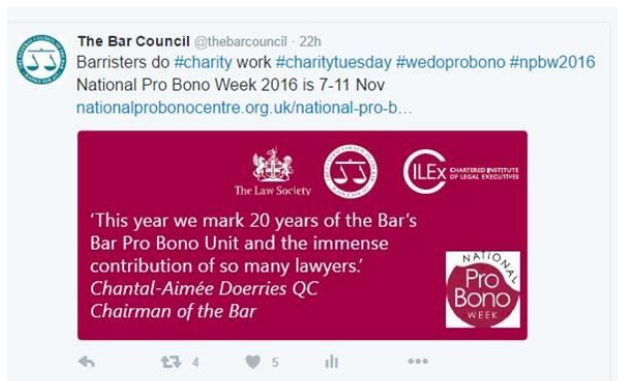 The Bar Council @thebarcouncil · 22h
Barristers do #charity work #charitytuesday #wedoprobono #npbw2016
National Pro Bono Week 2016 is 7-11 Nov
nationalprobonocentre.org.uk/national-pro-b...
The Law Society
CILEx CHARTERED INSTITUTE
OF LEGAL EXECUTIVES
'This year we mark 20 years of the Bar's
Bar Pro Bono Unit and the immense
contribution of so many lawyers.'
Chantal-Aimée Doerries QC
Chairman of the Bar
NATIONAL
Pro
Bono
WEEK
4
5